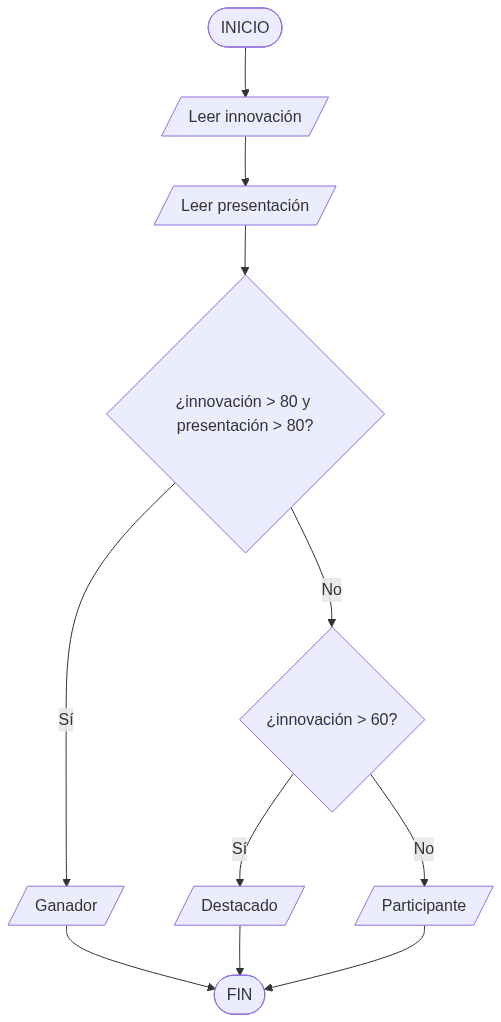 INICIO
Leer innovación
Leer presentación
¿innovación > 80 y
presentación > 80?
No
¿innovación > 60?
Sí
Sí
No
Ganador
Destacado
Participante
FIN